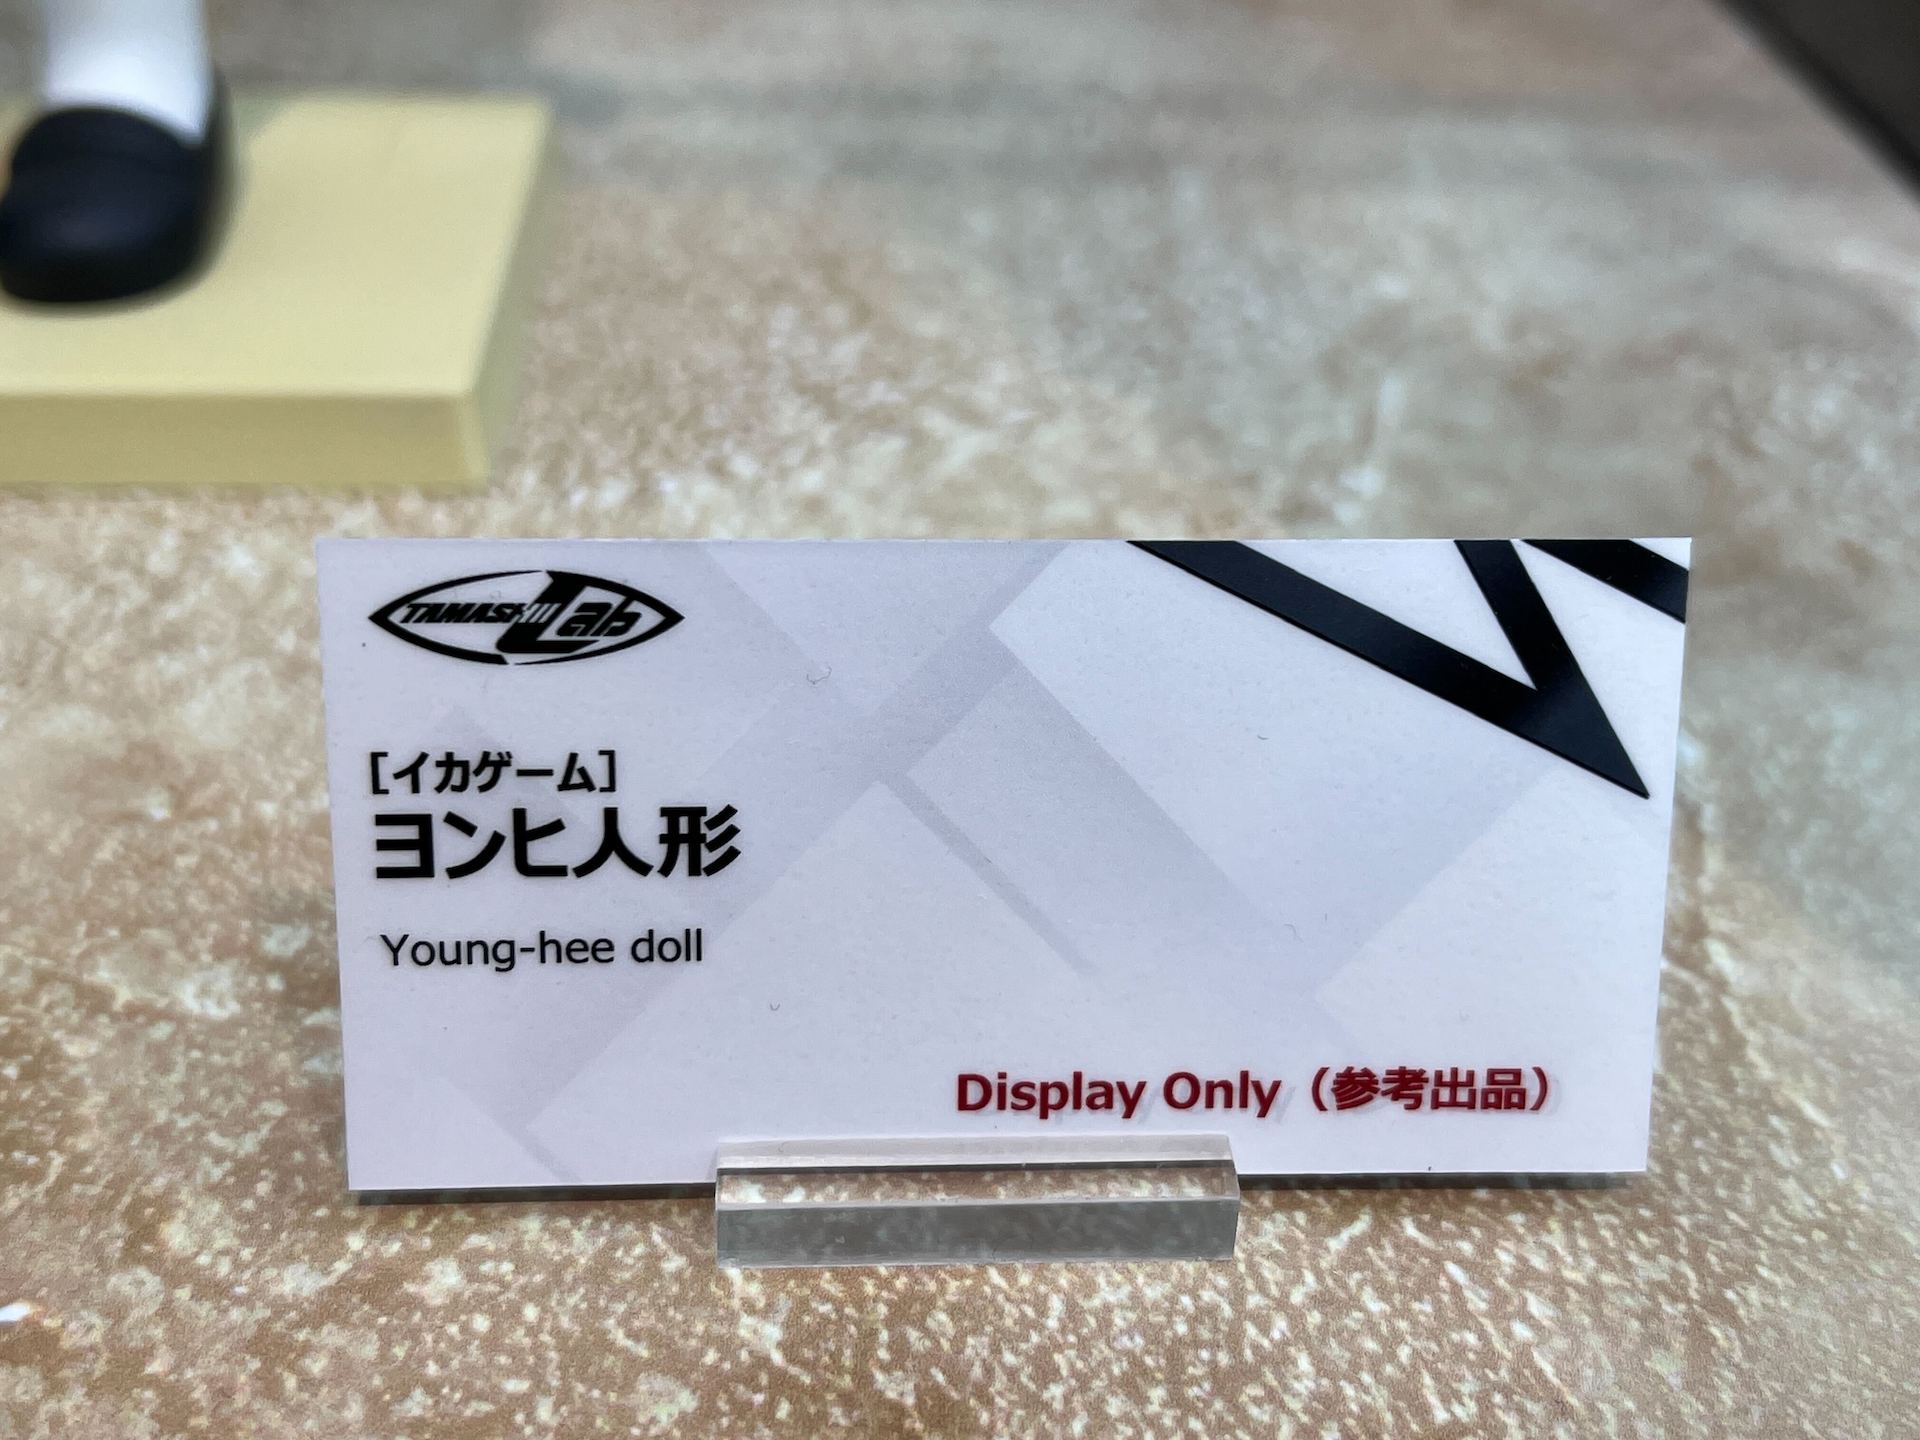 TAMASHII Lab
[イカゲーム]
ヨンヒ人形
Young-hee doll
Display Only（参考出品）